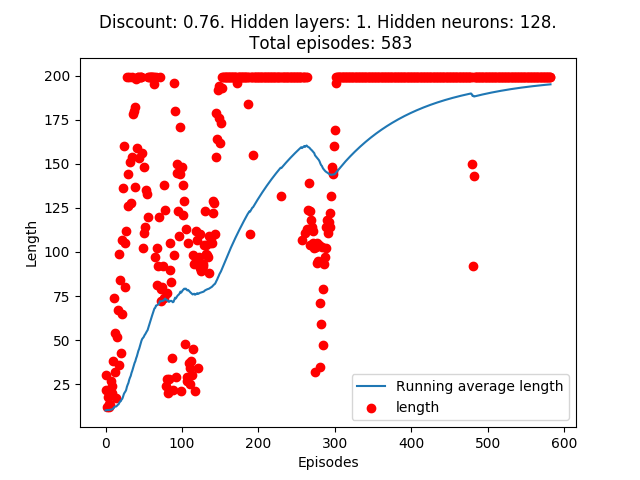 Discount: 0.76. Hidden layers: 1. Hidden neurons: 128.
Total episodes: 583
200
175
150
125
100
75
50
25
Length
0
100
200
300
400
500
600
Episodes
Running average length
length